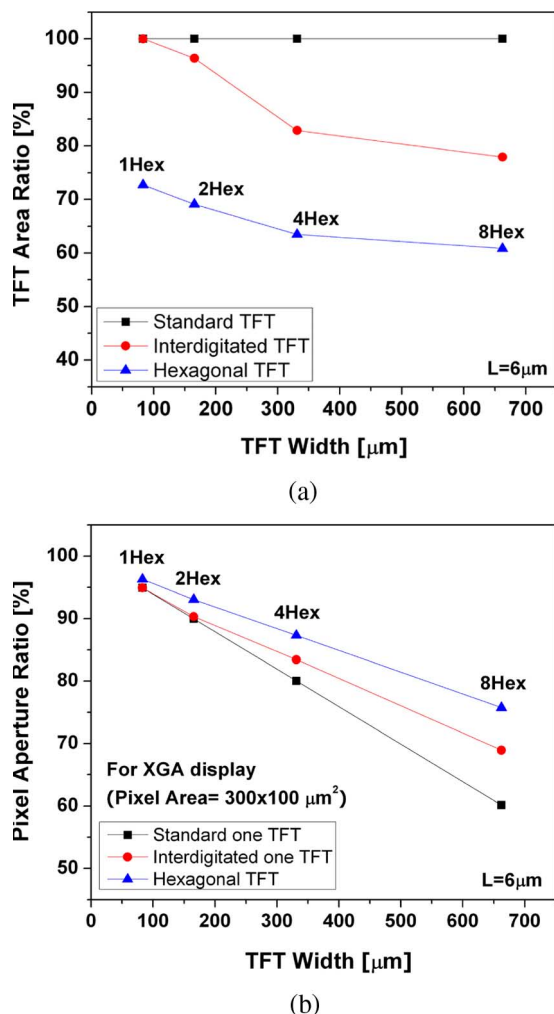 100
90
80
70
60
50
40
TFT Area Ratio [%]
1Hex
2Hex
4Hex
8Hex
Standard TFT
Interdigitated TFT
Hexagonal TFT
L=6μm
0 100 200 300 400 500 600 700
TFT Width [μm]
(a)
100
90
80
70
60
50
Pixel Aperture Ratio [%]
1Hex
2Hex
4Hex
8Hex
For XGA display
(Pixel Area= 300x100 μm²)
Standard one TFT
Interdigitated one TFT
Hexagonal TFT
L=6μm
0 100 200 300 400 500 600 700
TFT Width [μm]
(b)